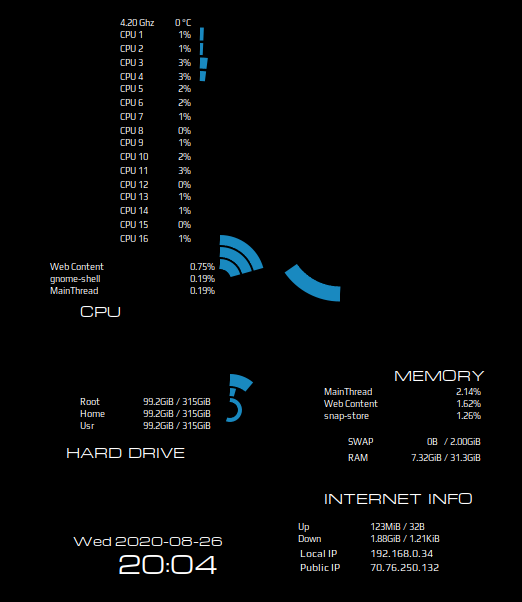 4.20 Ghz 0 °C
CPU 1 1%
CPU 2 1%
CPU 3 3%
CPU 4 3%
CPU 5 2%
CPU 6 2%
CPU 7 1%
CPU 8 0%
CPU 9 1%
CPU 10 2%
CPU 11 3%
CPU 12 0%
CPU 13 1%
CPU 14 1%
CPU 15 0%
CPU 16 1%
Web Content 0.75%
gnome-shell 0.19%
MainThread 0.19%
CPU
MEMORY
MainThread 2.14%
Web Content 1.62%
snap-store 1.26%
SWAP 0B / 2.00GiB
RAM 7.32GiB / 31.3GiB
Root 99.2GiB / 315GiB
Home 99.2GiB / 315GiB
Usr 99.2GiB / 315GiB
HARD DRIVE
INTERNET INFO
Up 123MiB / 32B
Down 1.88GiB / 1.21KiB
Local IP 192.168.0.34
Public IP 70.76.250.132
Wed 2020-08-26
20:04